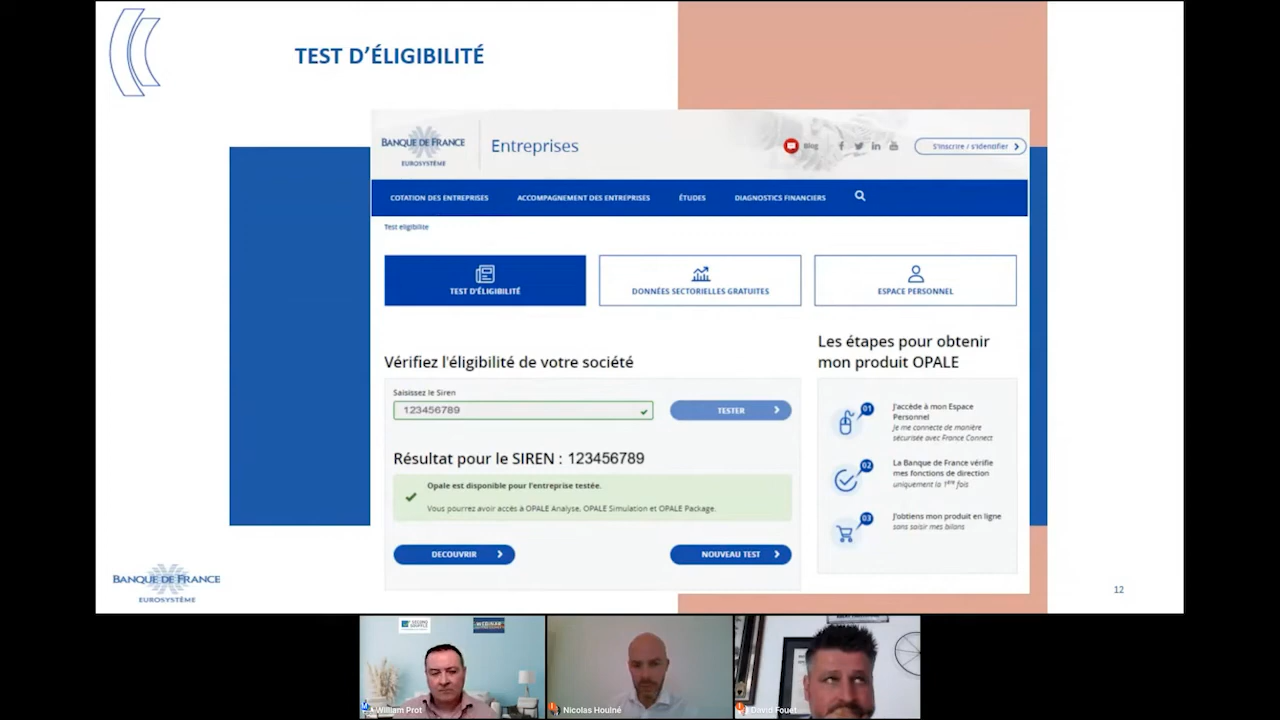 TEST D'ÉLIGIBILITÉ
BANQUE DE FRANCE
EUROSYSTÈME
Entreprises
Blog
S'inscrire / s'identifier
COTATION DES ENTREPRISES
ACCOMPAGNEMENT DES ENTREPRISES
ÉTUDES
DIAGNOSTICS FINANCIERS
Test eligibilite
TEST D'ÉLIGIBILITÉ
DONNÉES SECTORIELLES GRATUITES
ESPACE PERSONNEL
Vérifiez l'éligibilité de votre société
Saisissez le Siren
123456789
TESTER
Résultat pour le SIREN : 123456789
Opale est disponible pour l'entreprise testée.
Vous pourrez avoir accès à OPALE Analyse, OPALE Simulation et OPALE Package.
DECOUVRIR
NOUVEAU TEST
Les étapes pour obtenir
mon produit OPALE
01
J'accède à mon Espace
Personnel
Je me connecte de manière
sécurisée avec France Connect
02
La Banque de France vérifie
mes fonctions de direction
uniquement la 1ère fois
03
J'obtiens mon produit en ligne
sans saisir mes bilans
BANQUE DE FRANCE
EUROSYSTÈME
12
WEBINAR
William Prot
Nicolas Houlné
David Fouet